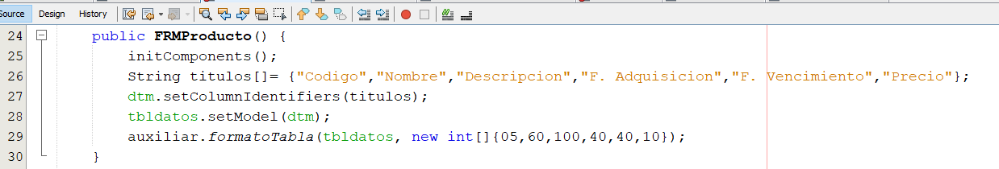 Source Design History
24 public FRMProducto() {
25 initComponents();
26 String titulos[]= {"Codigo","Nombre","Descripcion","F. Adquisicion","F. Vencimiento","Precio"};
27 dtm.setColumnIdentifiers(titulos);
28 tbldatos.setModel(dtm);
29 auxiliar.formatoTabla(tbldatos, new int[]{05,60,100,40,40,10});
30 }